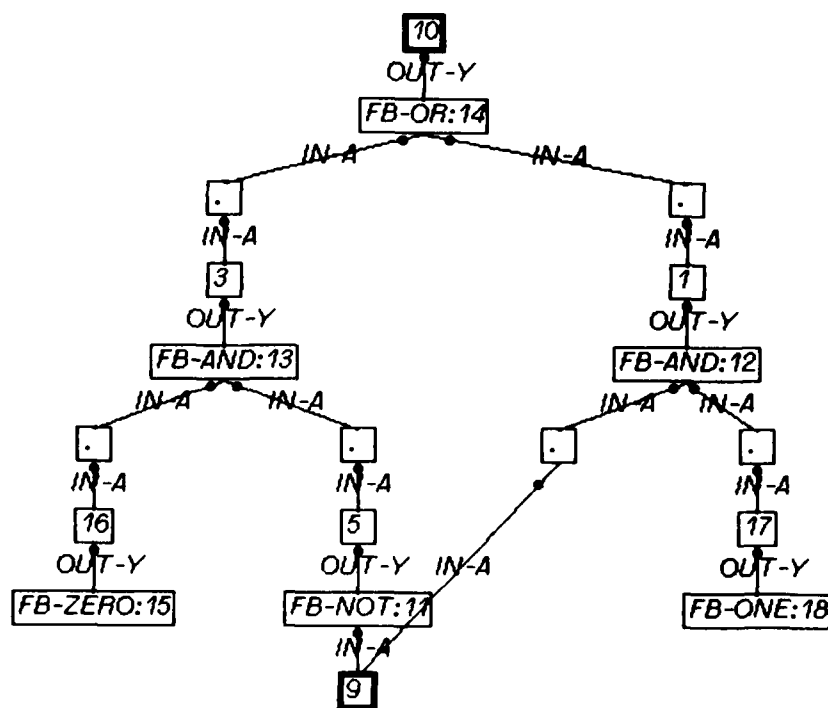 10
OUT-Y
FB-OR:14
IN-A IN-A
. .
IN-A IN-A
3 1
OUT-Y OUT-Y
FB-AND:13 FB-AND:12
IN-A IN-A IN-A IN-A
. . . .
IN-A IN-A IN-A
16 5 17
OUT-Y OUT-Y IN-A OUT-Y
FB-ZERO:15 FB-NOT:11 FB-ONE:18
IN-A
9